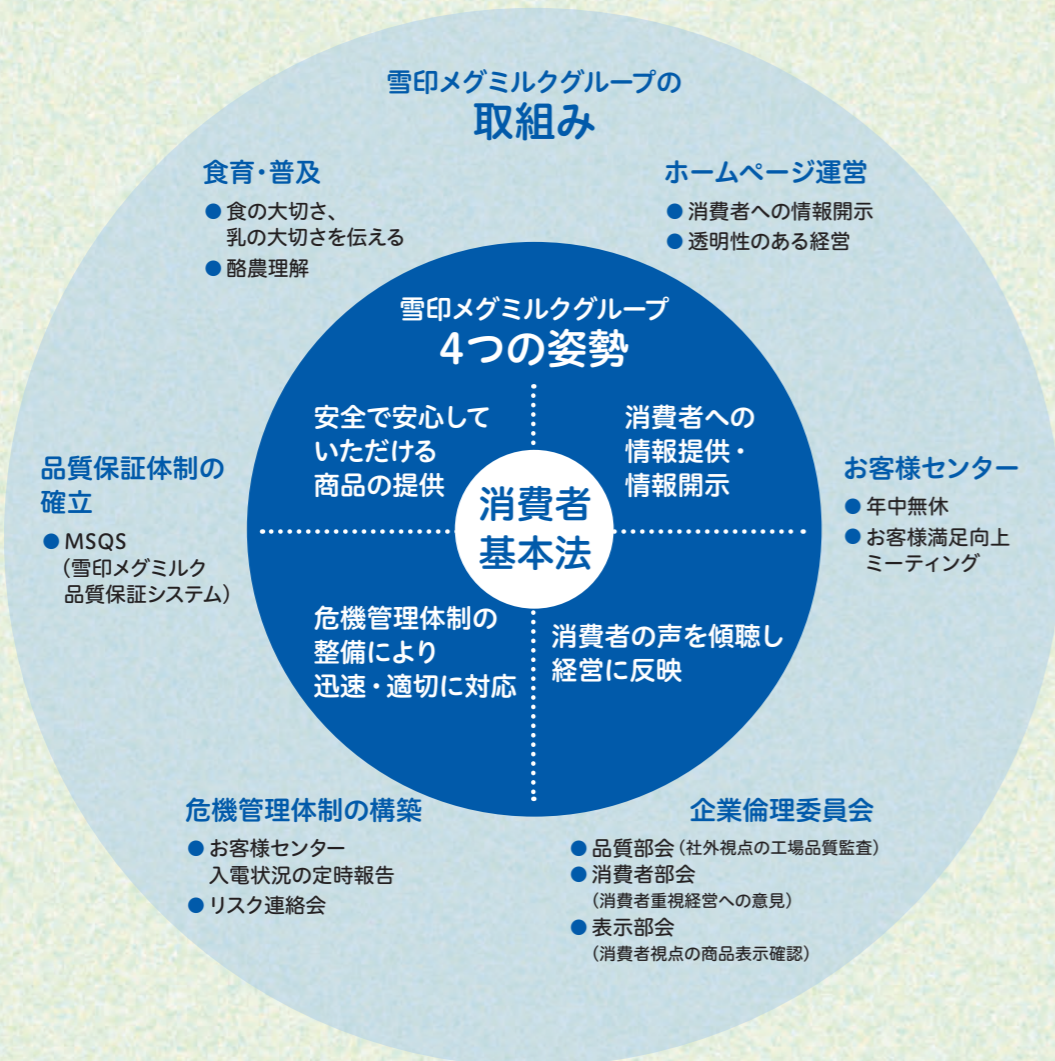 雪印メグミルクグループの
取組み
食育・普及
● 食の大切さ、
乳の大切さを伝える
● 酪農理解
ホームページ運営
● 消費者への情報開示
● 透明性のある経営
雪印メグミルクグループ
4つの姿勢
安全で安心して
いただける
商品の提供
消費者への
情報提供・
情報開示
消費者
基本法
危機管理体制の
整備により
迅速・適切に対応
消費者の声を傾聴し
経営に反映
品質保証体制の
確立
● MSQS
(雪印メグミルク
品質保証システム)
お客様センター
● 年中無休
● お客様満足向上
ミーティング
危機管理体制の構築
● お客様センター
入電状況の定時報告
● リスク連絡会
企業倫理委員会
● 品質部会(社外視点の工場品質監査)
● 消費者部会
(消費者重視経営への意見)
● 表示部会
(消費者視点の商品表示確認)